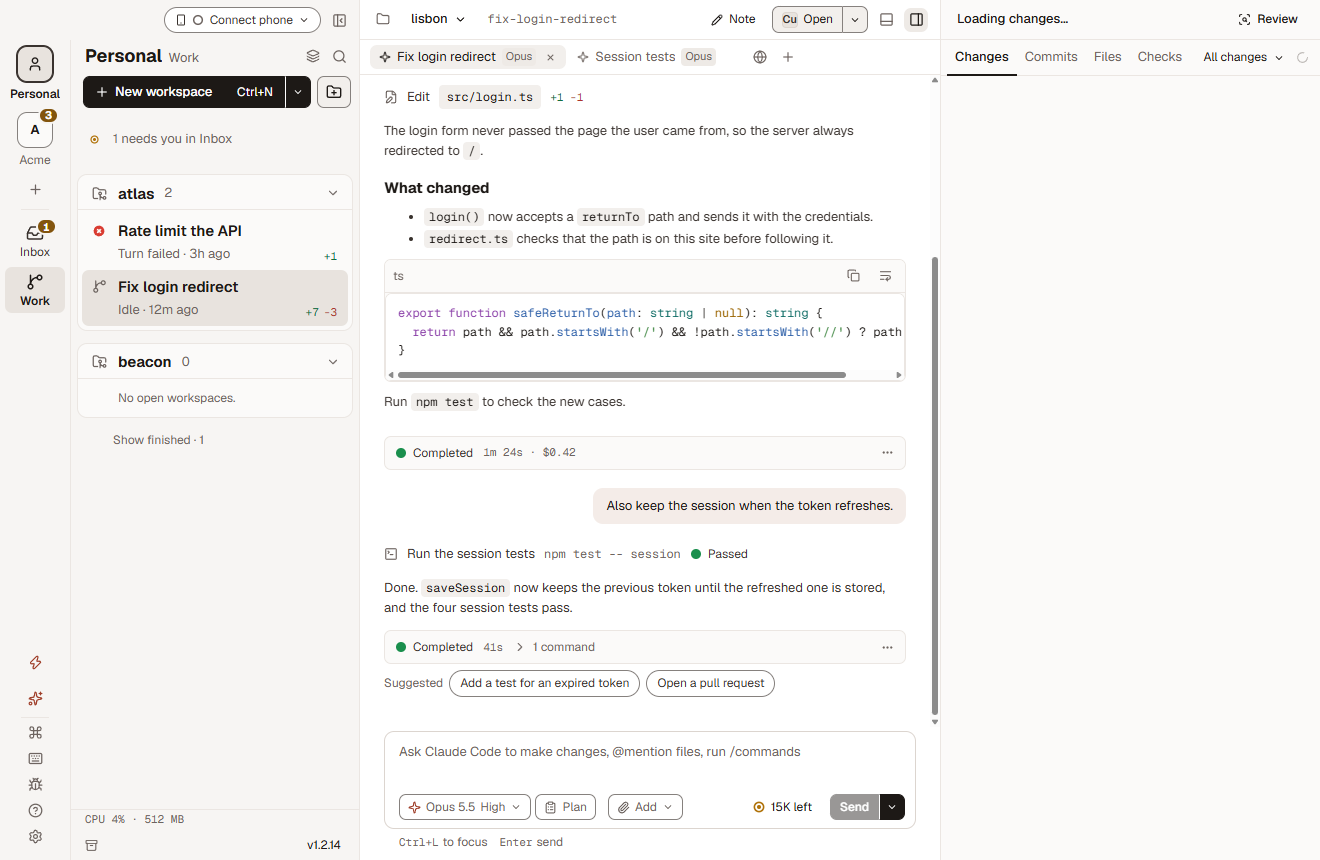 Connect phone
Personal
A
3
Acme
Inbox
1
Work
Personal Work
New workspace Ctrl+N
1 needs you in Inbox
atlas 2
Rate limit the API
Turn failed · 3h ago +1
Fix login redirect
Idle · 12m ago +7 -3
beacon 0
No open workspaces.
Show finished · 1
CPU 4% · 512 MB
v1.2.14
lisbon fix-login-redirect Note Cu Open
Fix login redirect Opus × Session tests Opus
Edit src/login.ts +1 -1
The login form never passed the page the user came from, so the server always
redirected to /.
What changed
• login() now accepts a returnTo path and sends it with the credentials.
• redirect.ts checks that the path is on this site before following it.
ts
export function safeReturnTo(path: string | null): string {
return path && path.startsWith('/') && !path.startsWith('//') ? path
}
Run npm test to check the new cases.
Completed 1m 24s · $0.42
Also keep the session when the token refreshes.
Run the session tests npm test -- session Passed
Done. saveSession now keeps the previous token until the refreshed one is stored,
and the four session tests pass.
Completed 41s > 1 command
Suggested Add a test for an expired token Open a pull request
Ask Claude Code to make changes, @mention files, run /commands
Opus 5.5 High Plan Add 15K left Send
Ctrl+L to focus Enter send
Loading changes... Review
Changes Commits Files Checks All changes